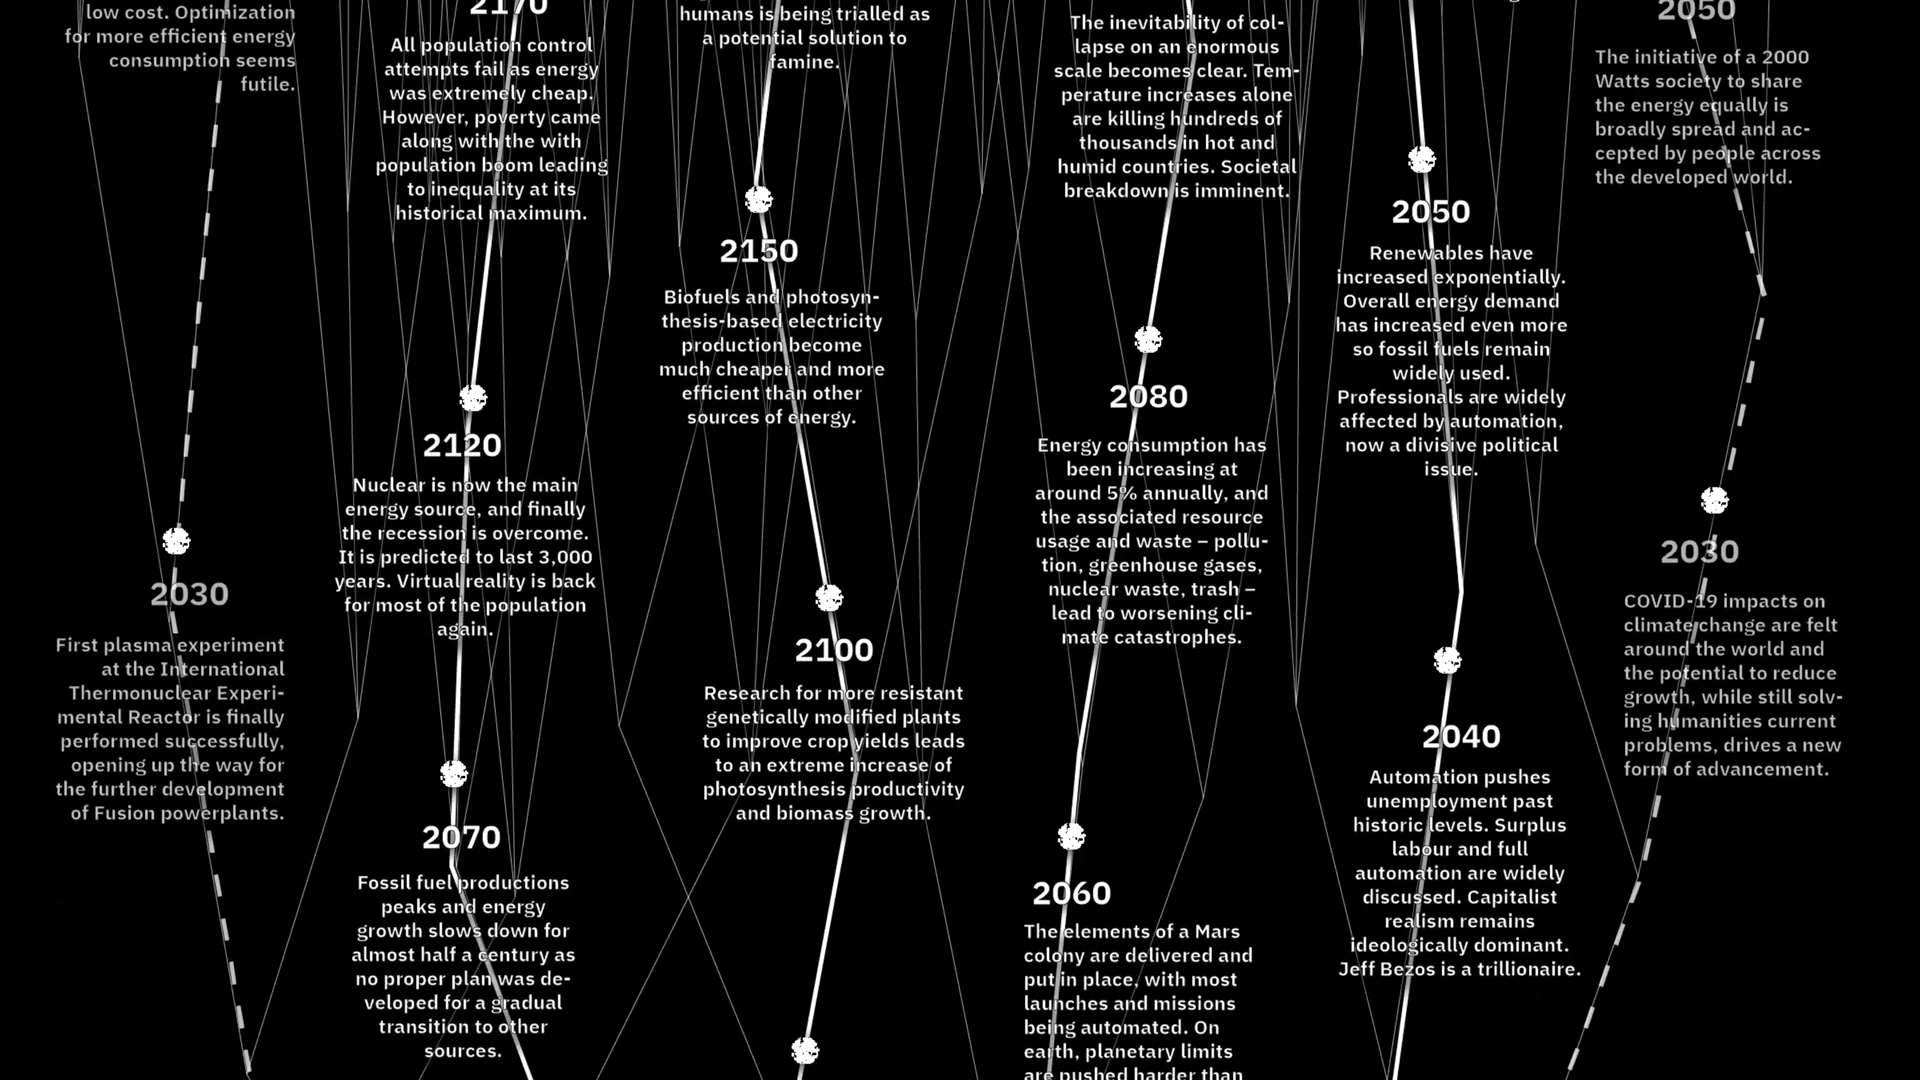 low cost. Optimization
for more efficient energy
consumption seems
futile.
2030
First plasma experiment
at the International
Thermonuclear Experi-
mental Reactor is finally
performed successfully,
opening up the way for
the further development
of Fusion powerplants.
2170
All population control
attempts fail as energy
was extremely cheap.
However, poverty came
along with the with
population boom leading
to inequality at its
historical maximum.
2120
Nuclear is now the main
energy source, and finally
the recession is overcome.
It is predicted to last 3,000
years. Virtual reality is back
for most of the population
again.
2070
Fossil fuel productions
peaks and energy
growth slows down for
almost half a century as
no proper plan was de-
veloped for a gradual
transition to other
sources.
humans is being trialled as
a potential solution to
famine.
2150
Biofuels and photosyn-
thesis-based electricity
production become
much cheaper and more
efficient than other
sources of energy.
2100
Research for more resistant
genetically modified plants
to improve crop yields leads
to an extreme increase of
photosynthesis productivity
and biomass growth.
The inevitability of col-
lapse on an enormous
scale becomes clear. Tem-
perature increases alone
are killing hundreds of
thousands in hot and
humid countries. Societal
breakdown is imminent.
2080
Energy consumption has
been increasing at
around 5% annually, and
the associated resource
usage and waste – pollu-
tion, greenhouse gases,
nuclear waste, trash –
lead to worsening cli-
mate catastrophes.
2060
The elements of a Mars
colony are delivered and
put in place, with most
launches and missions
being automated. On
earth, planetary limits
are pushed harder than
2050
Renewables have
increased exponentially.
Overall energy demand
has increased even more
so fossil fuels remain
widely used.
Professionals are widely
affected by automation,
now a divisive political
issue.
2040
Automation pushes
unemployment past
historic levels. Surplus
labour and full
automation are widely
discussed. Capitalist
realism remains
ideologically dominant.
Jeff Bezos is a trillionaire.
2050
The initiative of a 2000
Watts society to share
the energy equally is
broadly spread and ac-
cepted by people across
the developed world.
2030
COVID-19 impacts on
climate change are felt
around the world and
the potential to reduce
growth, while still solv-
ing humanities current
problems, drives a new
form of advancement.